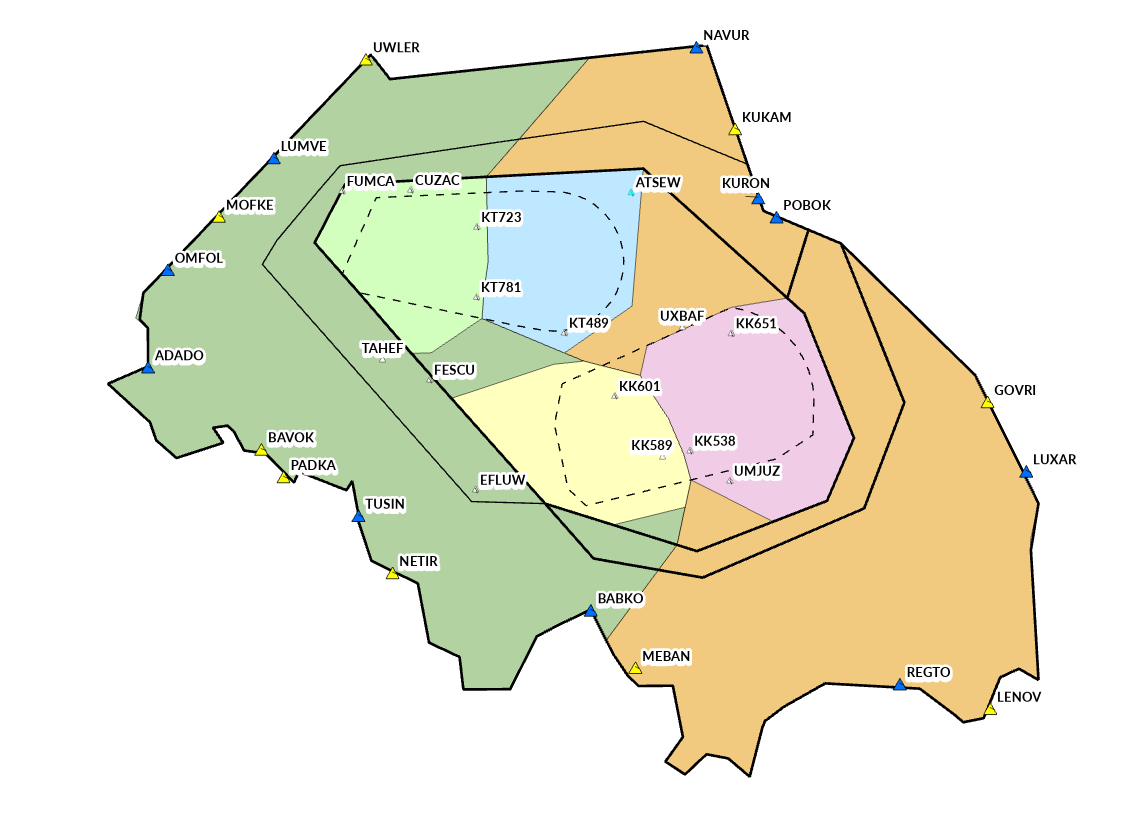 NAVUR
UWLER
KUKAM
LUMVE
FUMCA
CUZAC
ATSEW
KURON
POBOK
MOFKE
KT723
OMFOL
KT781
UXBAF
KT489
KK651
TAHEF
ADADO
FESCU
KK601
GOVRI
BAVOK
KK589
KK538
PADKA
LUXAR
UMJUZ
EFLUW
TUSIN
NETIR
BABKO
MEBAN
REGTO
LENOV